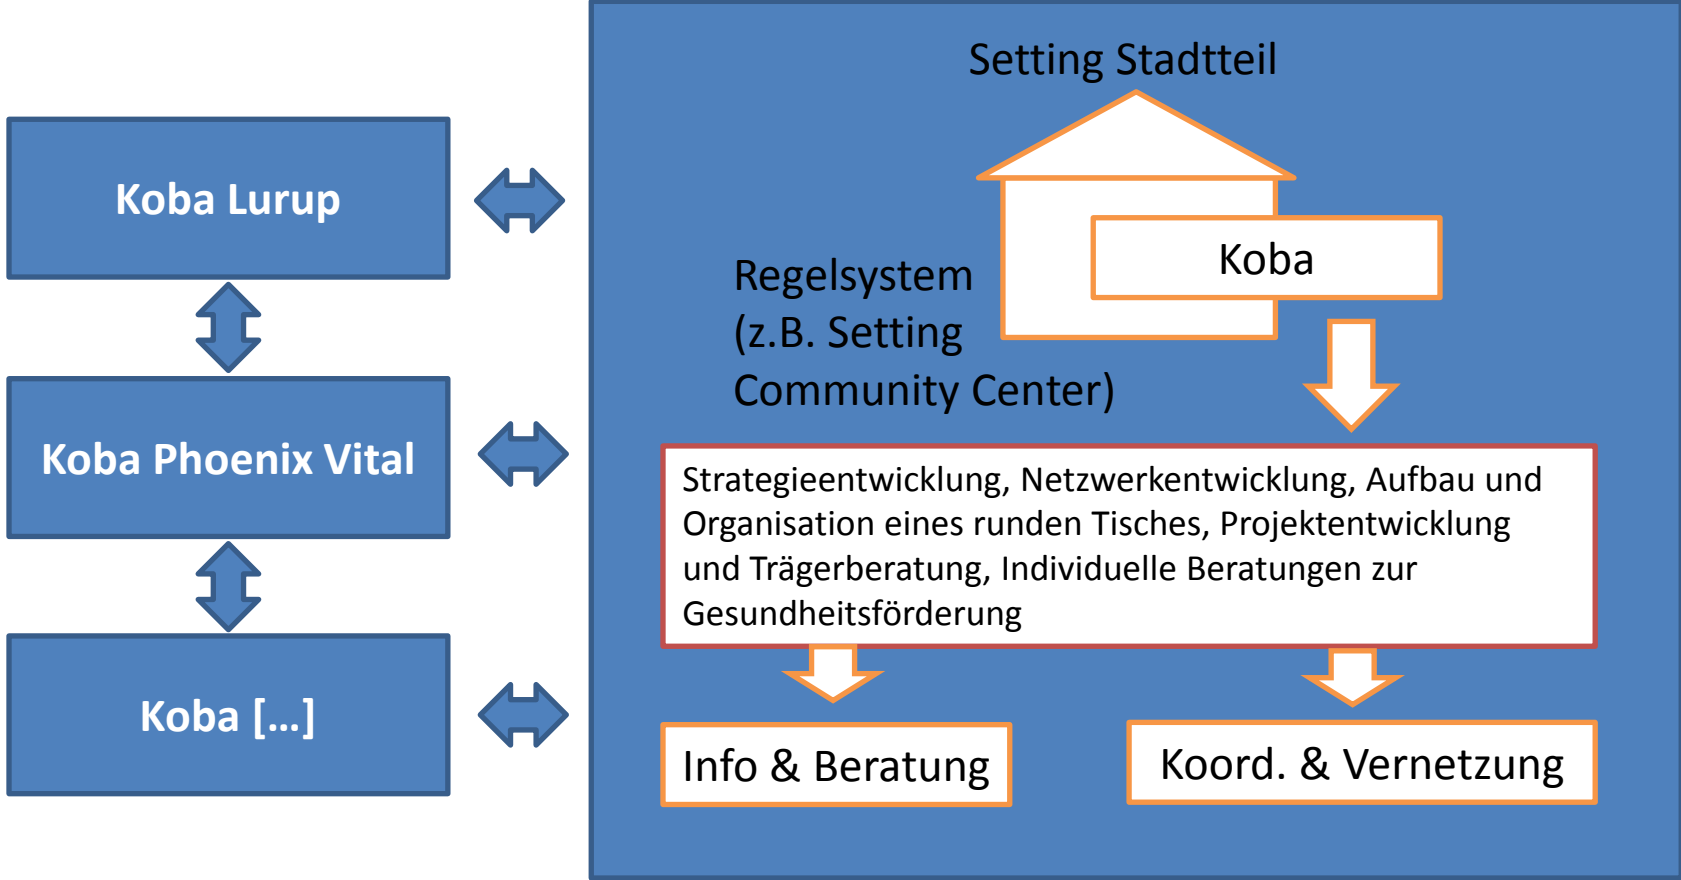 Koba Lurup
Koba Phoenix Vital
Koba […]
Setting Stadtteil
Koba
Regelsystem
(z.B. Setting
Community Center)
Strategieentwicklung, Netzwerkentwicklung, Aufbau und
Organisation eines runden Tisches, Projektentwicklung
und Trägerberatung, Individuelle Beratungen zur
Gesundheitsförderung
Info & Beratung
Koord. & Vernetzung